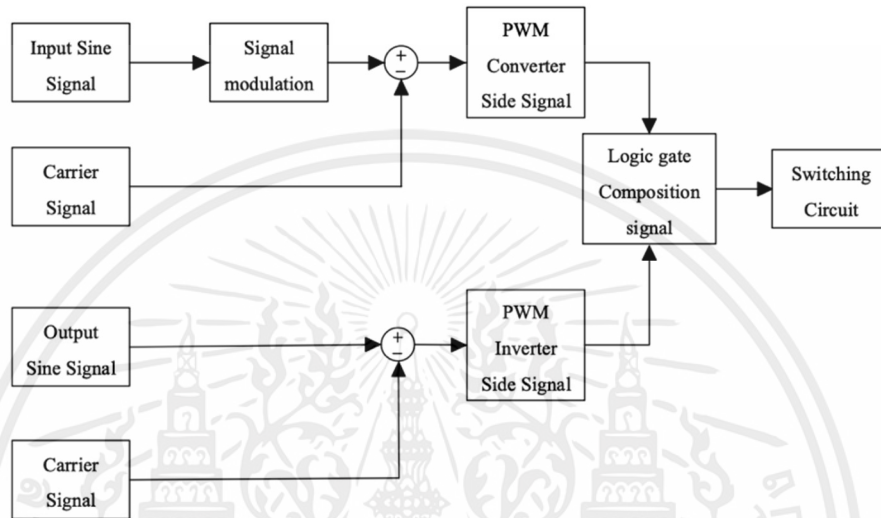 Input Sine
Signal
Signal
modulation
+
−
PWM
Converter
Side Signal
Carrier
Signal
Logic gate
Composition
signal
Switching
Circuit
Output
Sine Signal
+
−
PWM
Inverter
Side Signal
Carrier
Signal